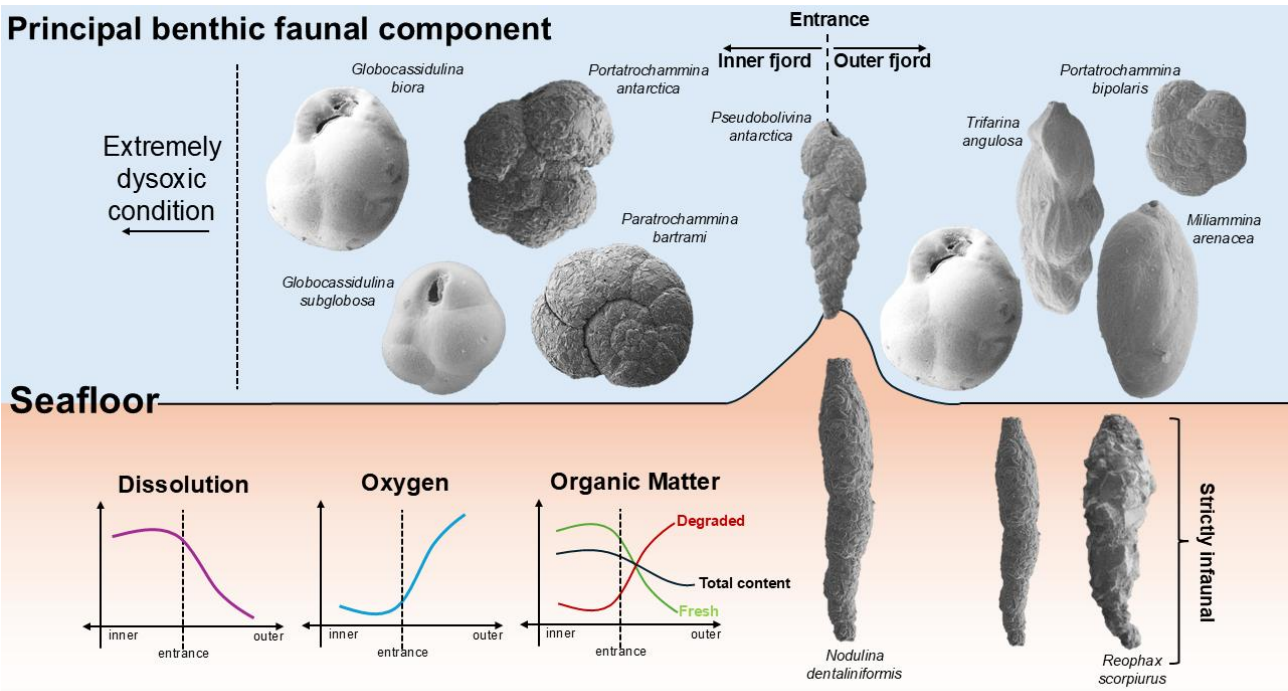 Principal benthic faunal component
Entrance
Inner fjord
Outer fjord
Extremely
dysoxic
condition
Globocassidulina
biora
Portatrochammina
antarctica
Pseudobolivina
antarctica
Trifarina
angulosa
Portatrochammina
bipolaris
Globocassidulina
subglobosa
Paratrochammina
bartrami
Miliammina
arenacea
Seafloor
Dissolution
inner
outer
entrance
Oxygen
inner
outer
entrance
Organic Matter
Degraded
Total content
Fresh
inner
outer
entrance
Nodulina
dentaliniformis
Reophax
scorpiurus
Strictly infaunal